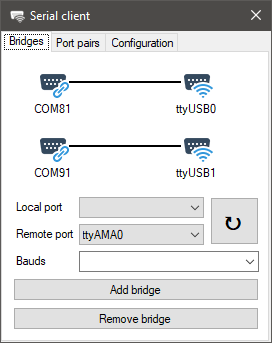 Serial client
Bridges Port pairs Configuration
COM81 ttyUSB0
COM91 ttyUSB1
Local port
Remote port ttyAMA0
Bauds
Add bridge
Remove bridge